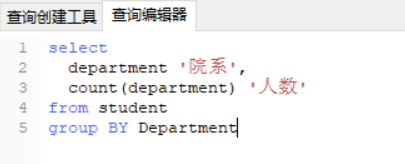 查询创建工具 查询编辑器
1 select
2 department '院系',
3 count(department) '人数'
4 from student
5 group BY Department